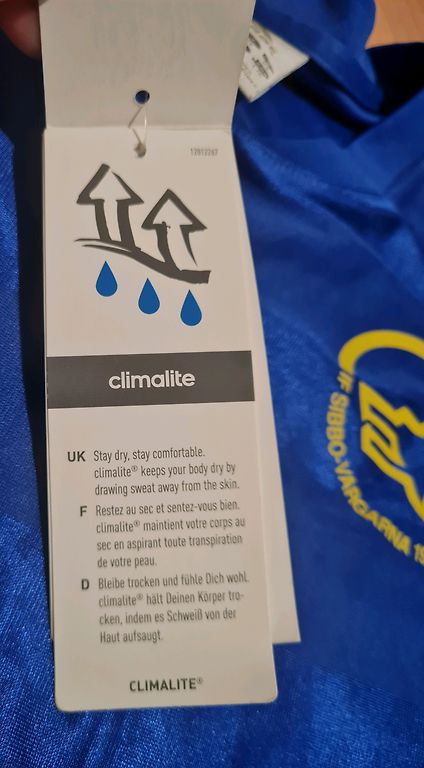 12012267
climalite
UK Stay dry, stay comfortable.
climalite® keeps your body dry by
drawing sweat away from the skin.
F Restez au sec et sentez-vous bien.
climalite® maintient votre corps au
sec en aspirant toute transpiration
de votre peau.
D Bleibe trocken und fühle Dich wohl.
climalite® hält Deinen Körper tro-
cken, indem es Schweiß von der
Haut aufsaugt.
CLIMALITE®
IF SIBBO VARGARNA